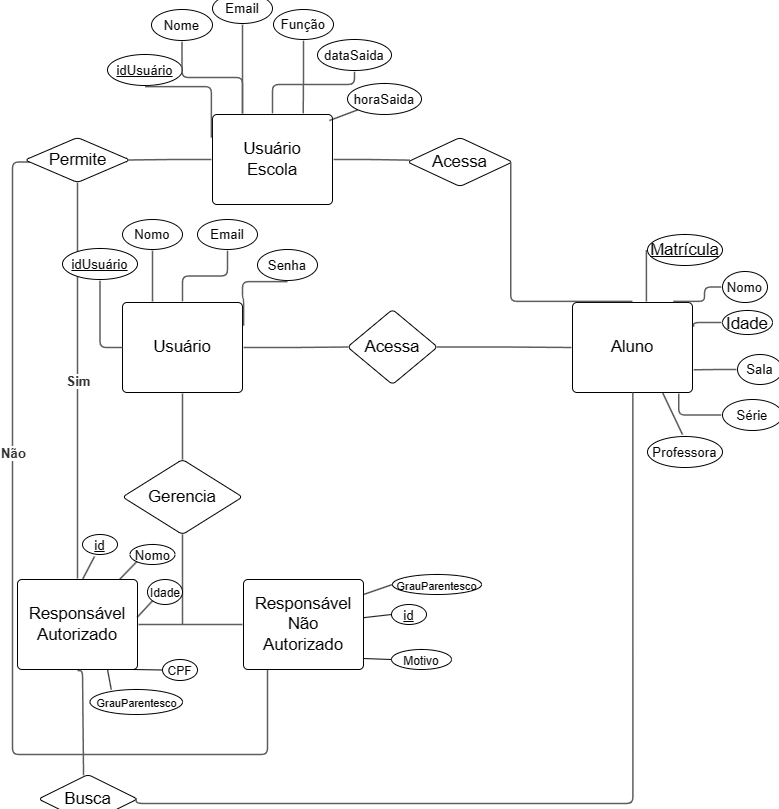 Email
Nome
Função
dataSaida
idUsuário
horaSaida
Usuário
Escola
Permite
Acessa
Nomo
Email
Matrícula
idUsuário
Senha
Nomo
Idade
Usuário
Acessa
Aluno
Sala
Sim
Série
Não
Professora
Gerencia
id
Nomo
Idade
GrauParentesco
Responsável
Autorizado
Responsável
Não
Autorizado
id
Motivo
CPF
GrauParentesco
Busca